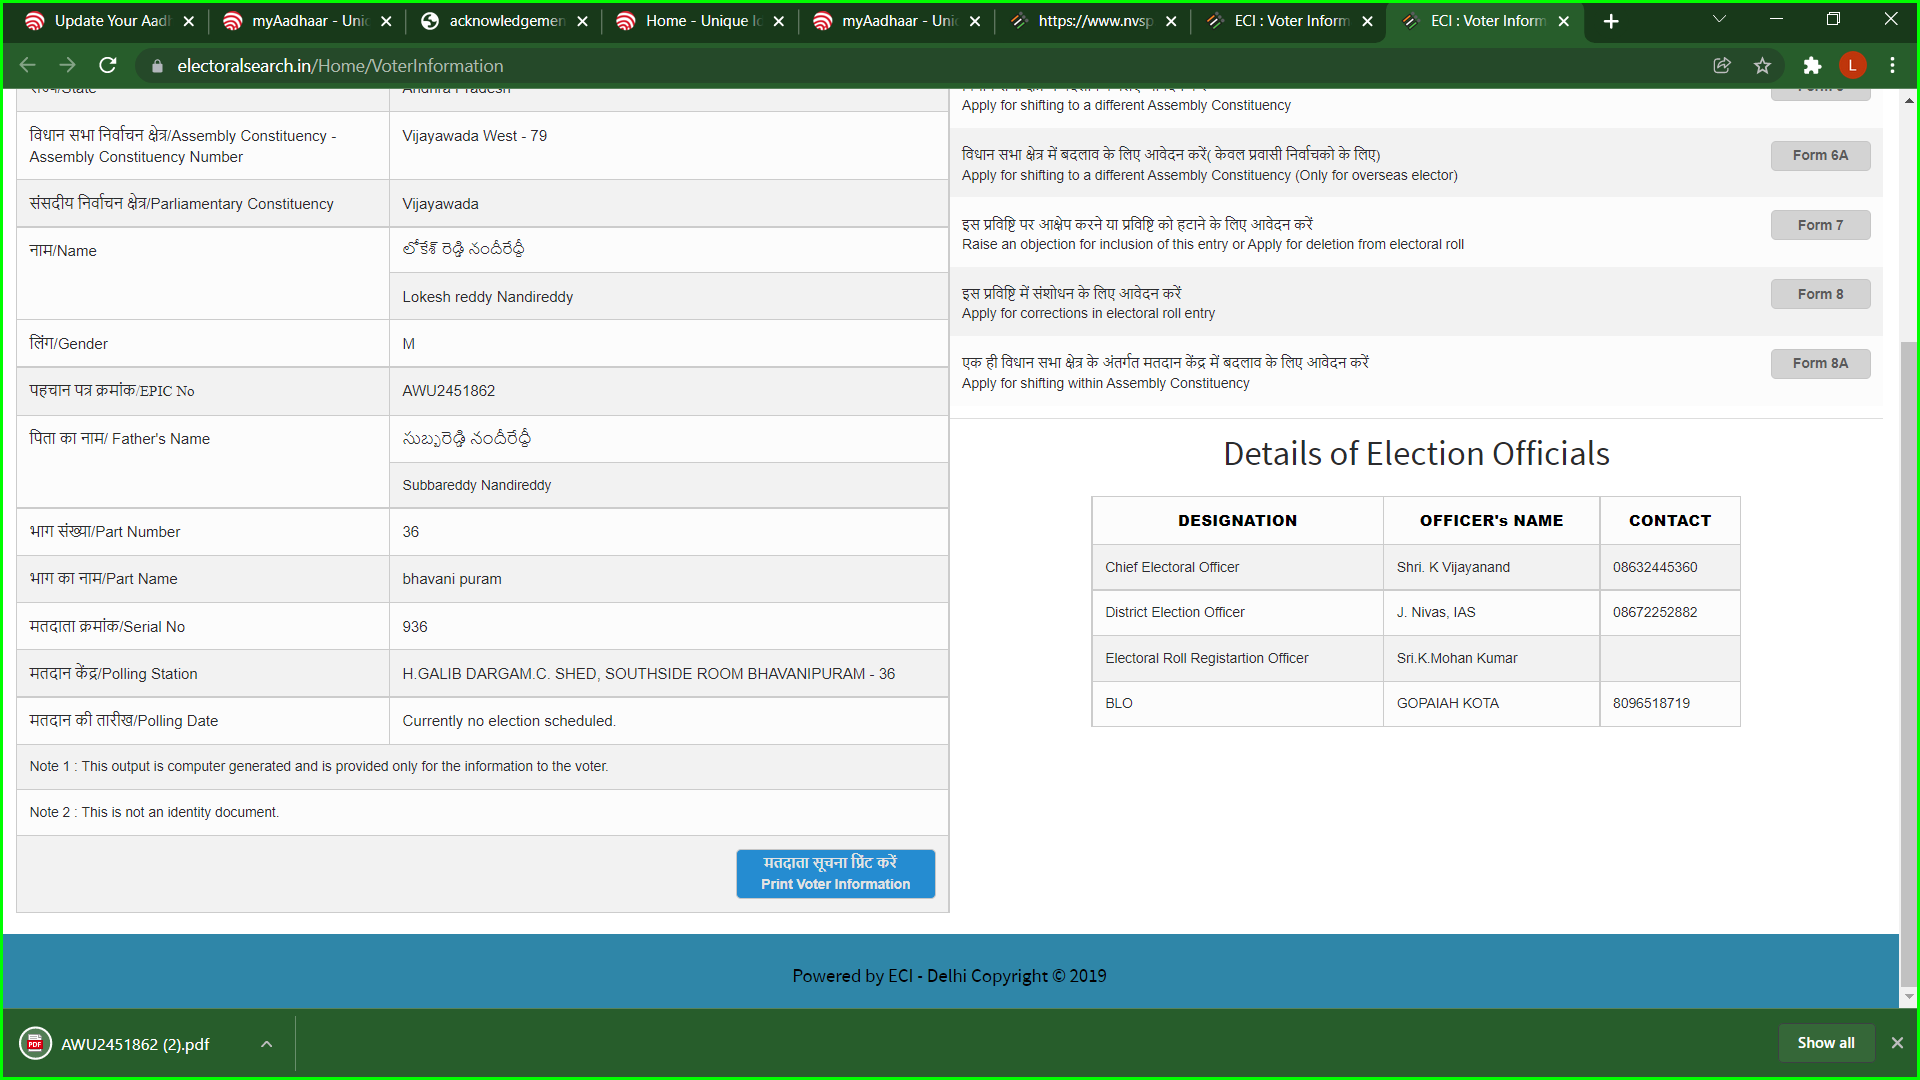 Update Your Aadh
myAadhaar - Unic
acknowledgemen
Home - Unique Ic
myAadhaar - Unic
https://www.nvsp
ECI : Voter Inform
ECI : Voter Inform
electoralsearch.in/Home/VoterInformation
L
राज्य/State
Andhra Pradesh
विधान सभा निर्वाचन क्षेत्र/Assembly Constituency -
Assembly Constituency Number
Vijayawada West - 79
संसदीय निर्वाचन क्षेत्र/Parliamentary Constituency
Vijayawada
नाम/Name
లోకేశ్ రెడ్డి నందీరేడ్డీ
Lokesh reddy Nandireddy
लिंग/Gender
M
पहचान पत्र क्रमांक/EPIC No
AWU2451862
पिता का नाम/ Father's Name
సుబ్బరెడ్డి నందీరేడ్డీ
Subbareddy Nandireddy
भाग संख्या/Part Number
36
भाग का नाम/Part Name
bhavani puram
मतदाता क्रमांक/Serial No
936
मतदान केंद्र/Polling Station
H.GALIB DARGAM.C. SHED, SOUTHSIDE ROOM BHAVANIPURAM - 36
मतदान की तारीख/Polling Date
Currently no election scheduled.
Note 1 : This output is computer generated and is provided only for the information to the voter.
Note 2 : This is not an identity document.
मतदाता सूचना प्रिंट करें
Print Voter Information
Apply for shifting to a different Assembly Constituency
विधान सभा क्षेत्र में बदलाव के लिए आवेदन करें( केवल प्रवासी निर्वाचको के लिए)
Apply for shifting to a different Assembly Constituency (Only for overseas elector)
Form 6A
इस प्रविष्टि पर आक्षेप करने या प्रविष्टि को हटाने के लिए आवेदन करें
Raise an objection for inclusion of this entry or Apply for deletion from electoral roll
Form 7
इस प्रविष्टि में संशोधन के लिए आवेदन करें
Apply for corrections in electoral roll entry
Form 8
एक ही विधान सभा क्षेत्र के अंतर्गत मतदान केंद्र में बदलाव के लिए आवेदन करें
Apply for shifting within Assembly Constituency
Form 8A
Details of Election Officials
DESIGNATION OFFICER's NAME CONTACT
Chief Electoral Officer Shri. K Vijayanand 08632445360
District Election Officer J. Nivas, IAS 08672252882
Electoral Roll Registartion Officer Sri.K.Mohan Kumar
BLO GOPAIAH KOTA 8096518719
Powered by ECI - Delhi Copyright © 2019
PDF
AWU2451862 (2).pdf
Show all